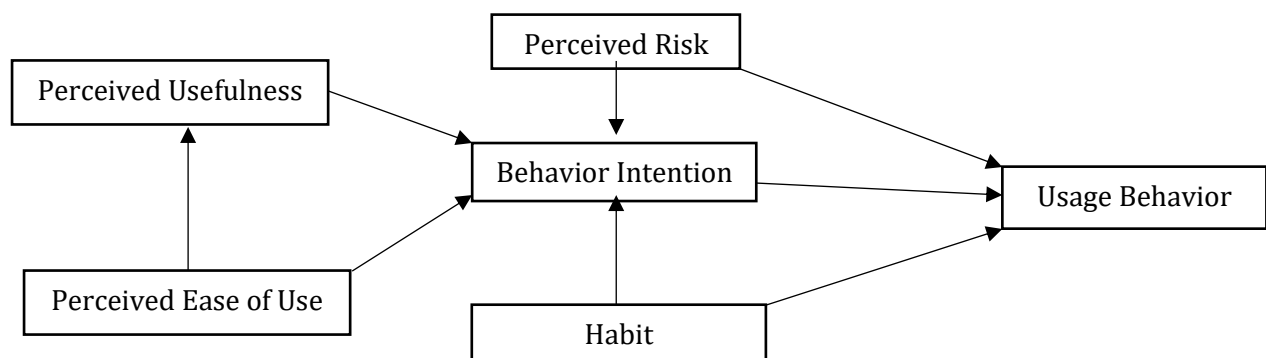 Perceived Risk
Perceived Usefulness
Behavior Intention
Usage Behavior
Perceived Ease of Use
Habit